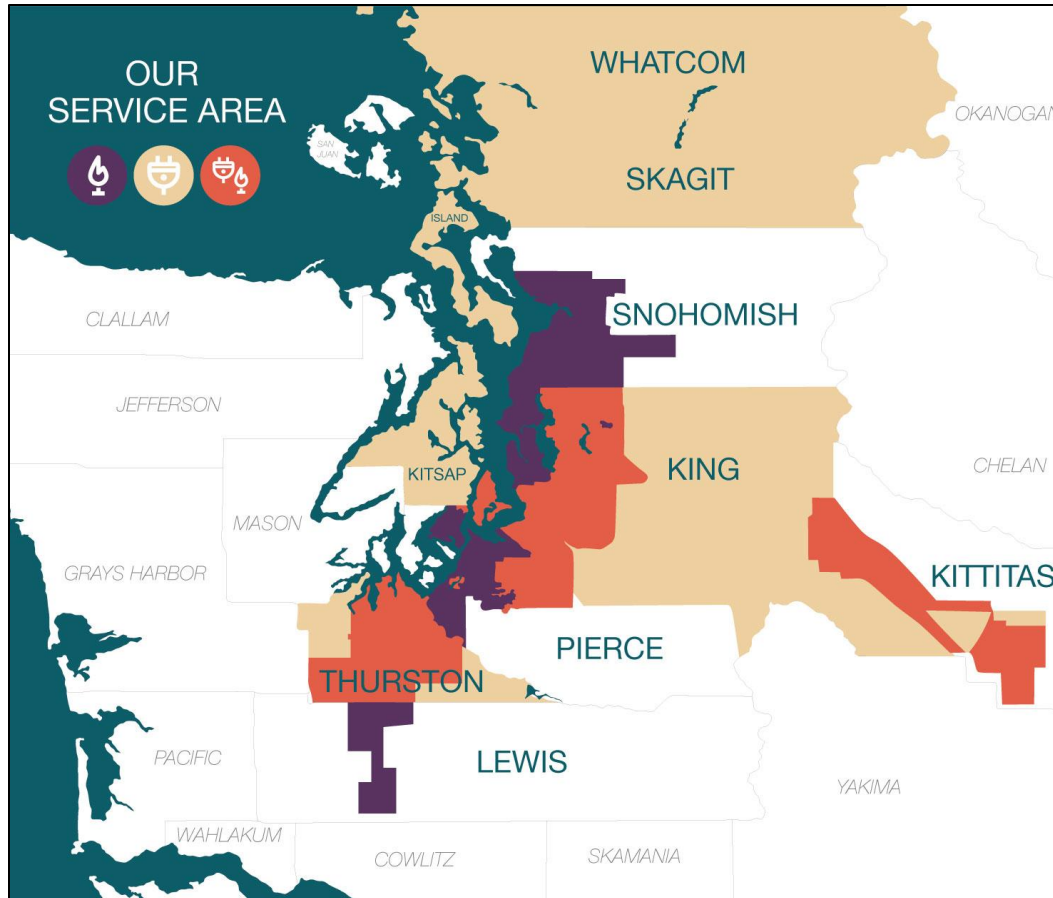 OUR
SERVICE AREA
WHATCOM
OKANOGAN
SAN
JUAN
SKAGIT
ISLAND
SNOHOMISH
CLALLAM
JEFFERSON
KITSAP
KING
CHELAN
MASON
GRAYS HARBOR
KITTITAS
PIERCE
THURSTON
PACIFIC
LEWIS
YAKIMA
WAHLAKUM
COWLITZ
SKAMANIA